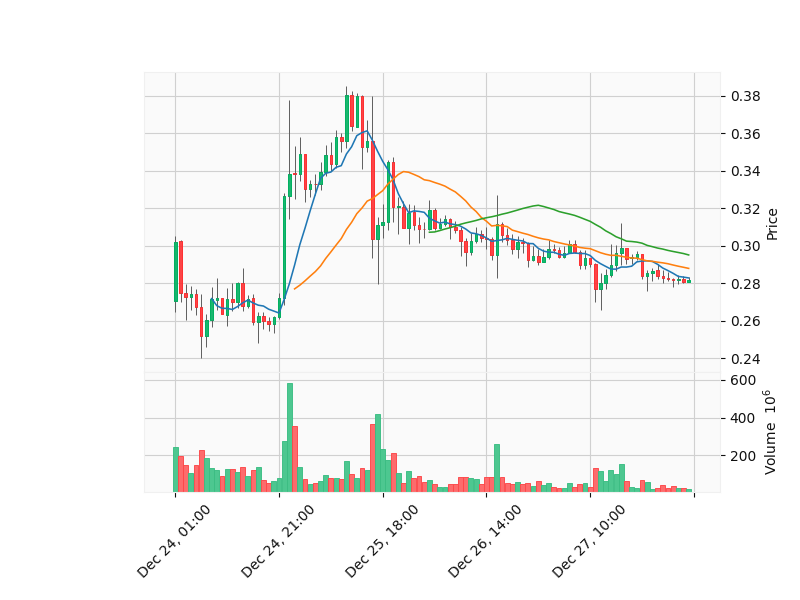 0.38
0.36
0.34
0.32
0.30
0.28
0.26
0.24
Price
600
400
200
Volume 10^6
Dec 24, 01:00
Dec 24, 21:00
Dec 25, 18:00
Dec 26, 14:00
Dec 27, 10:00